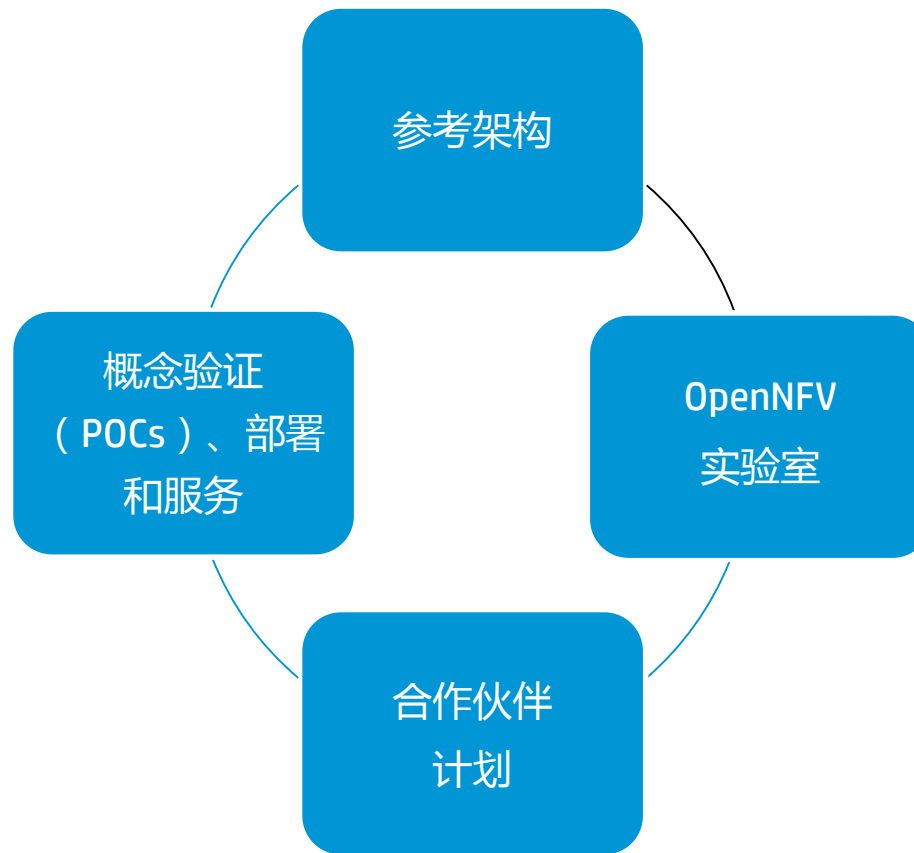 参考架构
概念验证
（POCs）、部署
和服务
OpenNFV
实验室
合作伙伴
计划